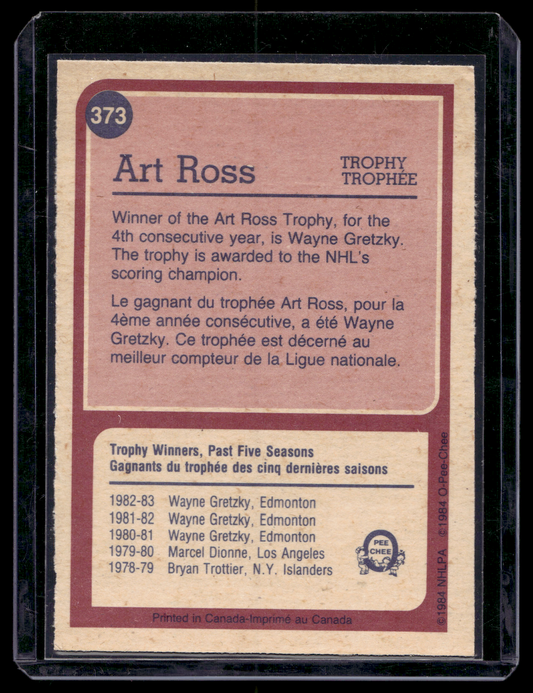 373
Art Ross
TROPHY
TROPHÉE
Winner of the Art Ross Trophy, for the
4th consecutive year, is Wayne Gretzky.
The trophy is awarded to the NHL's
scoring champion.
Le gagnant du trophée Art Ross, pour la
4ème année consécutive, a été Wayne
Gretzky. Ce trophée est décerné au
meilleur compteur de la Ligue nationale.
Trophy Winners, Past Five Seasons
Gagnants du trophée des cinq dernières saisons
1982-83 Wayne Gretzky, Edmonton
1981-82 Wayne Gretzky, Edmonton
1980-81 Wayne Gretzky, Edmonton
1979-80 Marcel Dionne, Los Angeles
1978-79 Bryan Trottier, N.Y. Islanders
O
PEE
CHEE
©1984 NHLPA ©1984 O-Pee-Chee
Printed in Canada-Imprimé au Canada